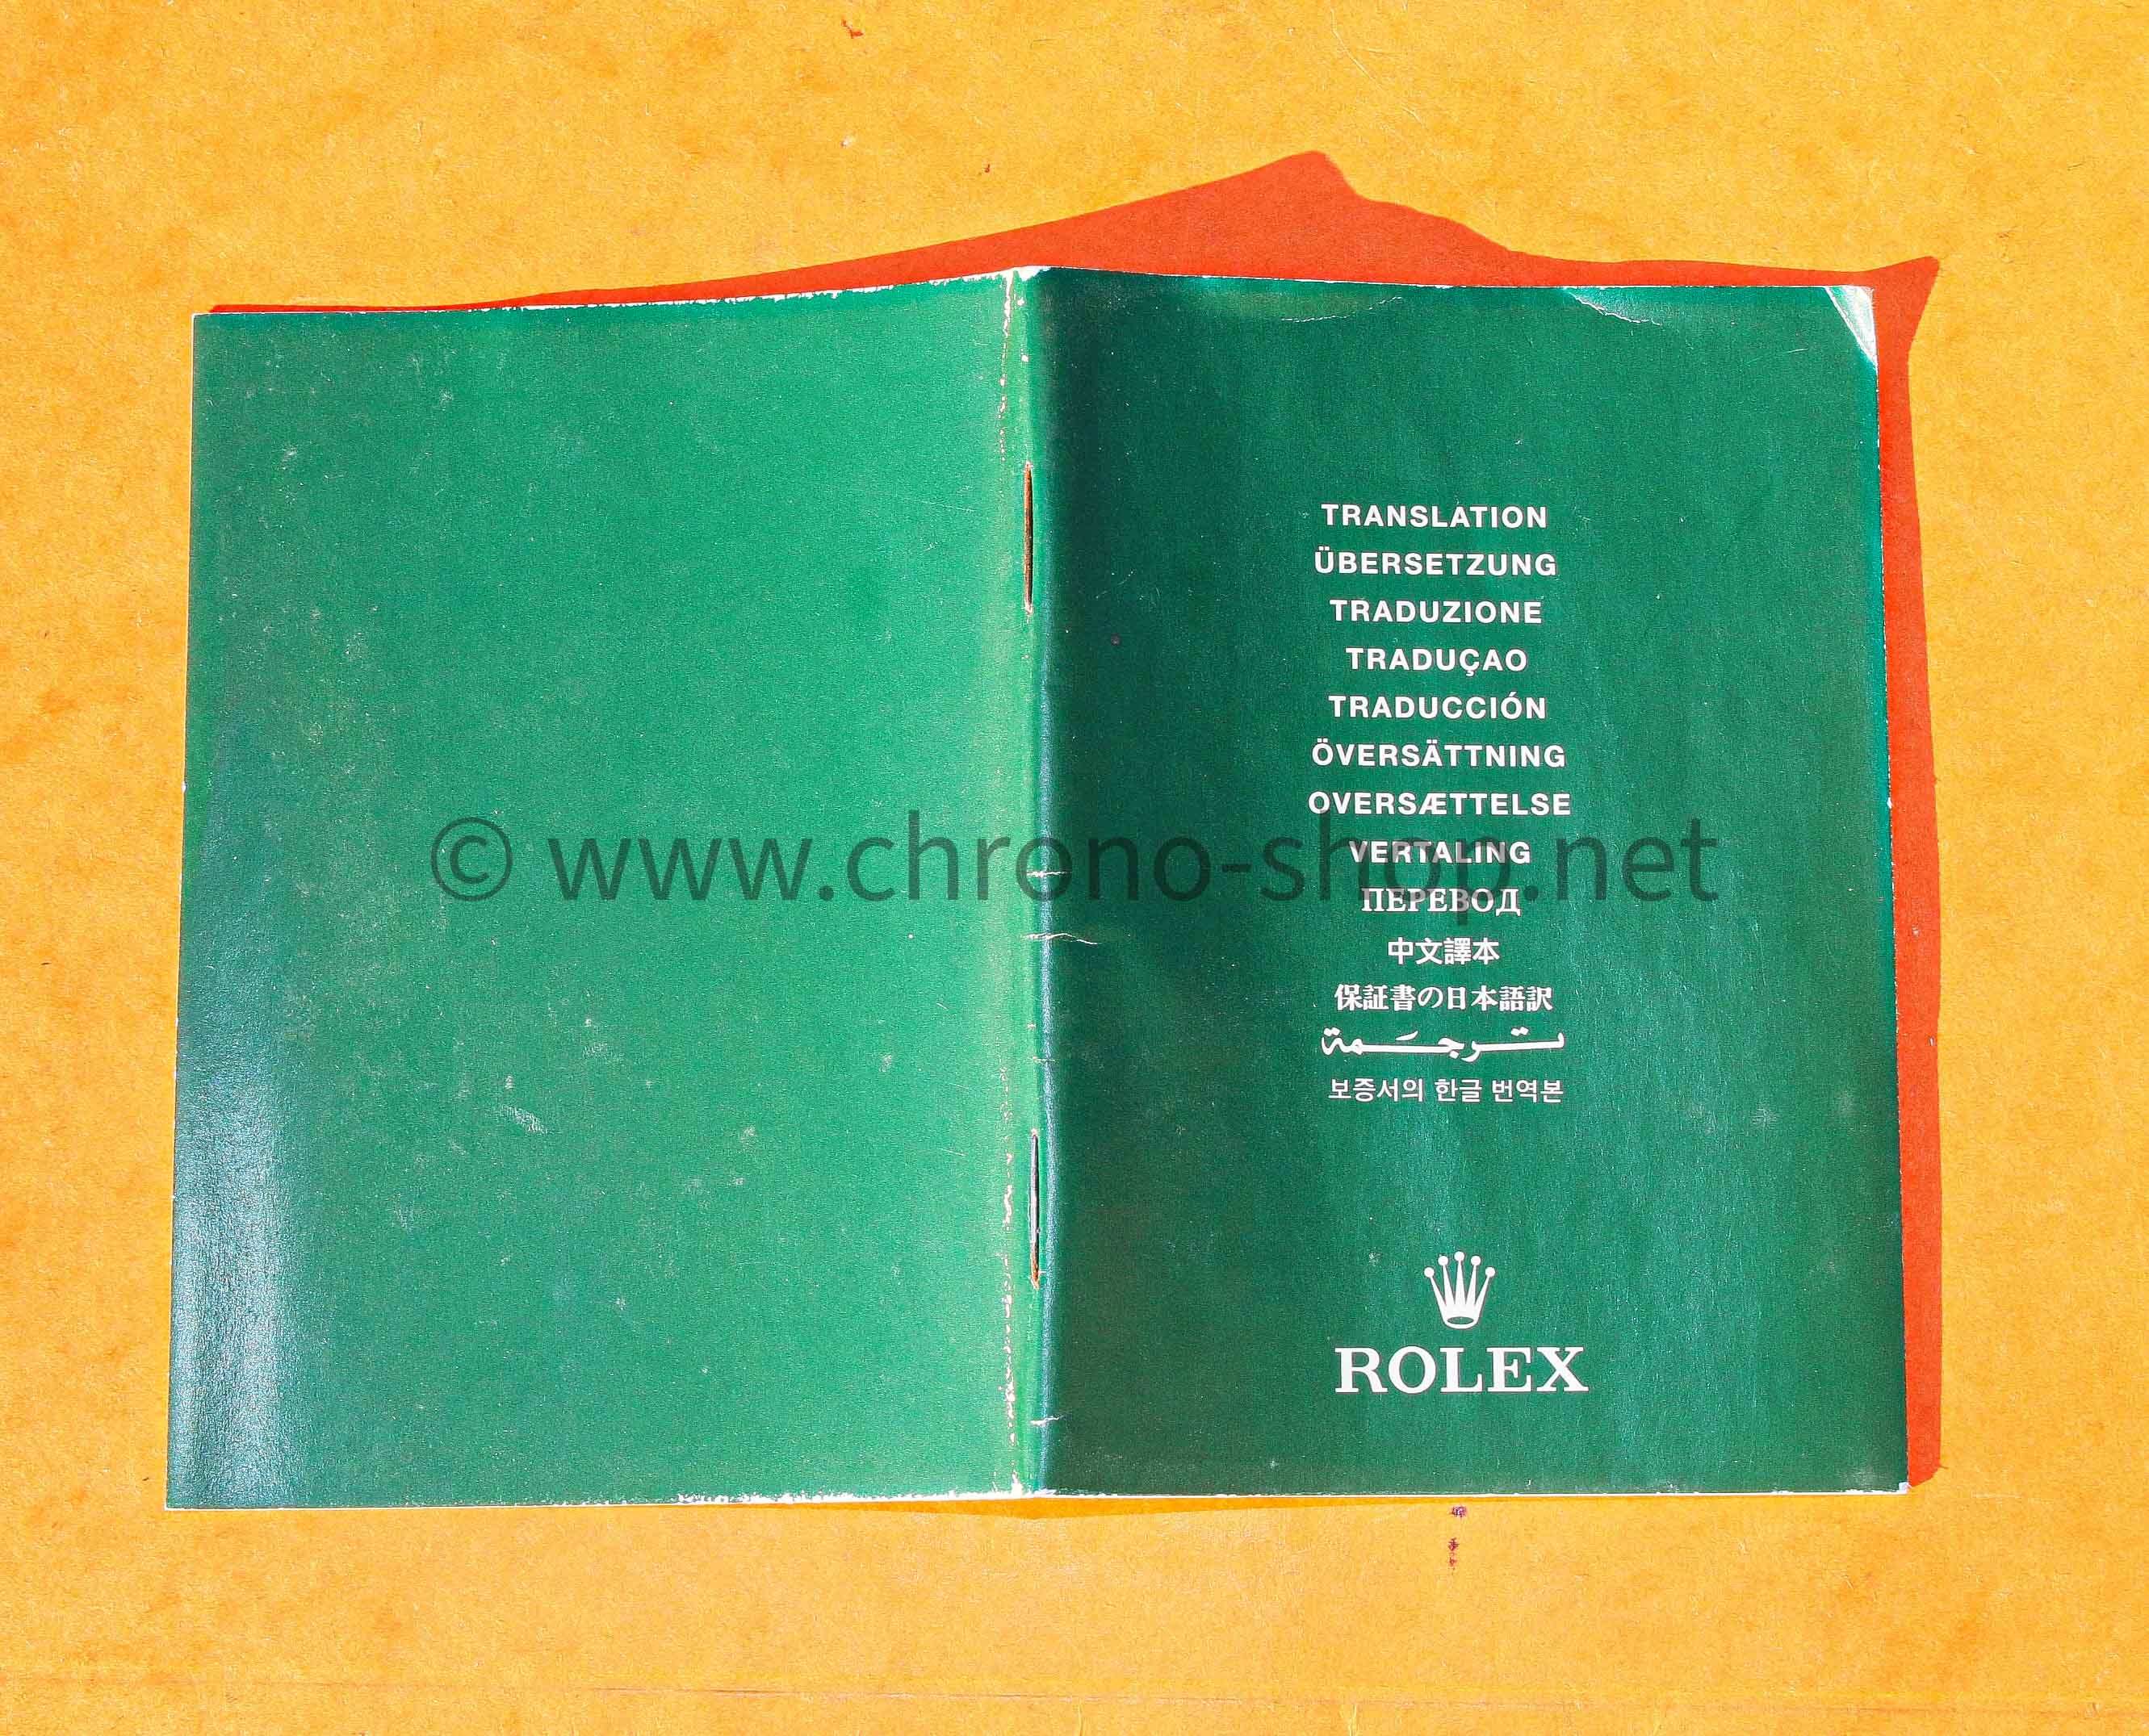 TRANSLATION
ÜBERSETZUNG
TRADUZIONE
TRADUÇAO
TRADUCCIÓN
ÖVERSÄTTNING
OVERSÆTTELSE
VERTALING
ПЕРЕВОД
中文譯本
保証書の日本語訳
ترجمة
보증서의 한글 번역본
ROLEX
© www.chrono-shop.net